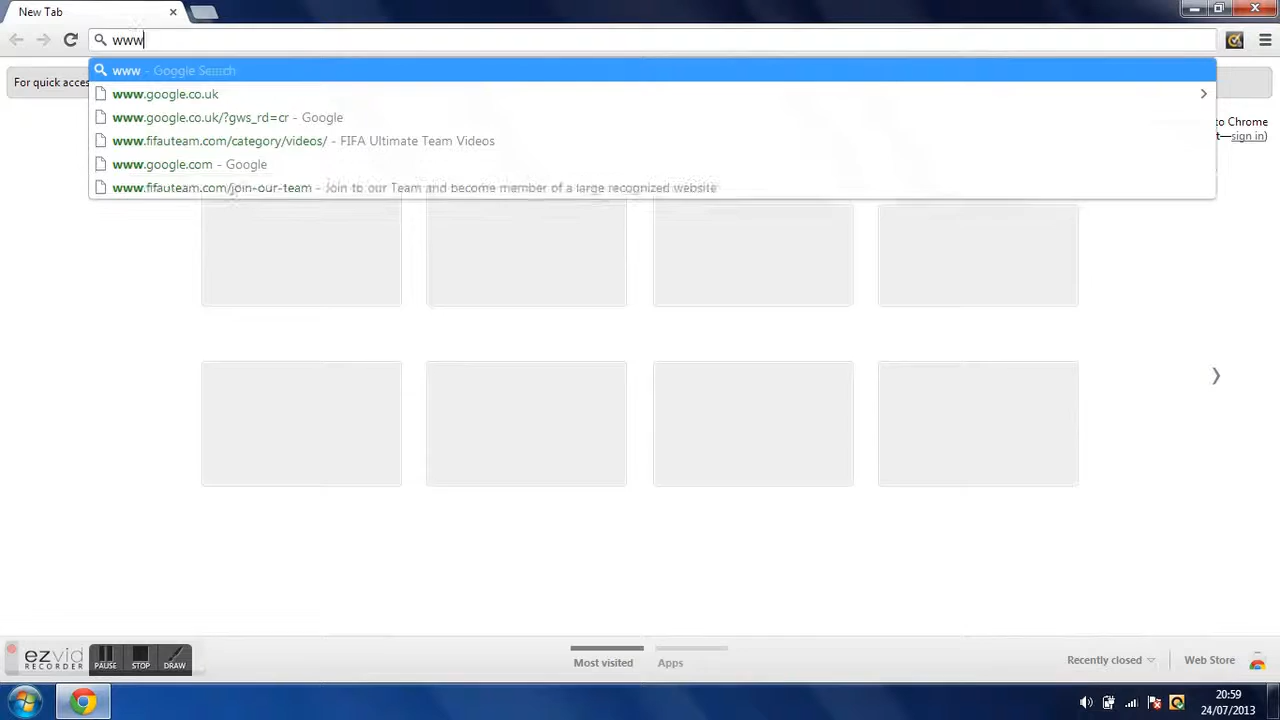 New Tab
www
www - Google Search
www.google.co.uk
www.google.co.uk/?gws_rd=cr - Google
www.fifauteam.com/category/videos/ - FIFA Ultimate Team Videos
www.google.com - Google
www.fifauteam.com/join-our-team - Join to our Team and become member of a large recognized website
For quick acces
to Chrome
—sign in)
ezvid
RECORDER
PAUSE
STOP
DRAW
Most visited
Apps
Recently closed
Web Store
20:59
24/07/2013